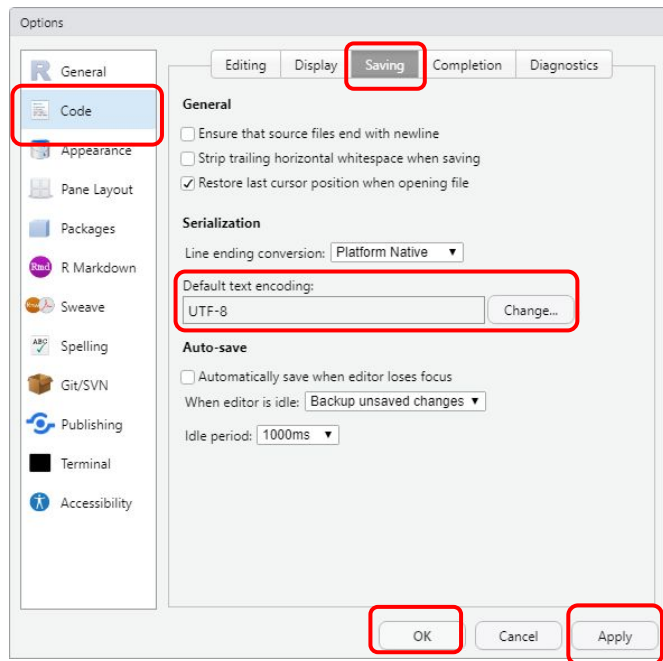 Options
General
Code
Appearance
Pane Layout
Packages
Rmd R Markdown
Sweave
ABC Spelling
Git/SVN
Publishing
Terminal
Accessibility
Editing Display Saving Completion Diagnostics
General
Ensure that source files end with newline
Strip trailing horizontal whitespace when saving
Restore last cursor position when opening file
Serialization
Line ending conversion: Platform Native
Default text encoding:
UTF-8 Change...
Auto-save
Automatically save when editor loses focus
When editor is idle: Backup unsaved changes
Idle period: 1000ms
OK Cancel Apply